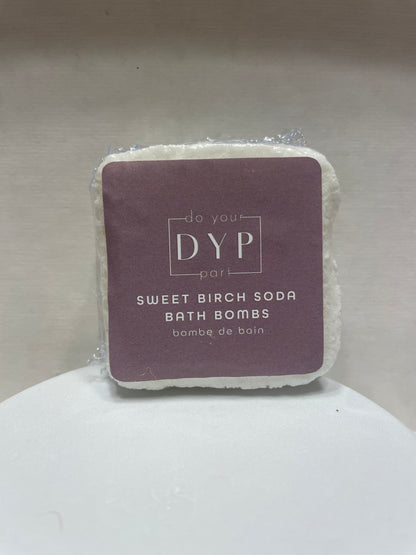 do your
DYP
part
SWEET BIRCH SODA
BATH BOMBS
bombe de bain